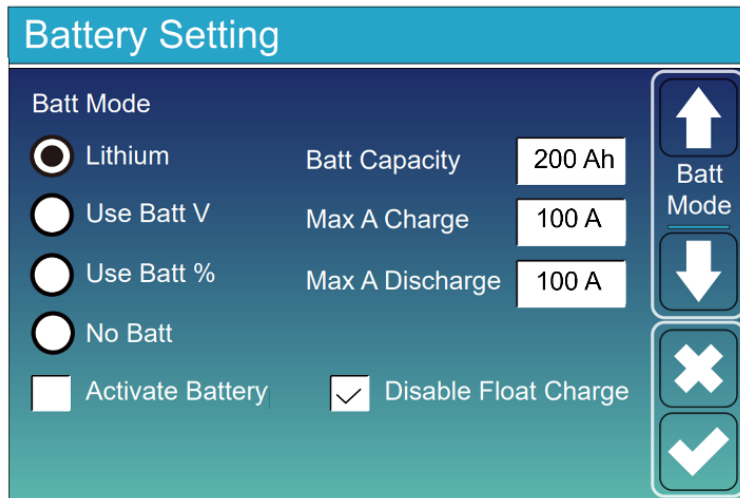 Battery Setting
Batt Mode
Lithium
Batt Capacity
200 Ah
Use Batt V
Max A Charge
100 A
Use Batt %
Max A Discharge
100 A
No Batt
Activate Battery
Disable Float Charge
Batt
Mode